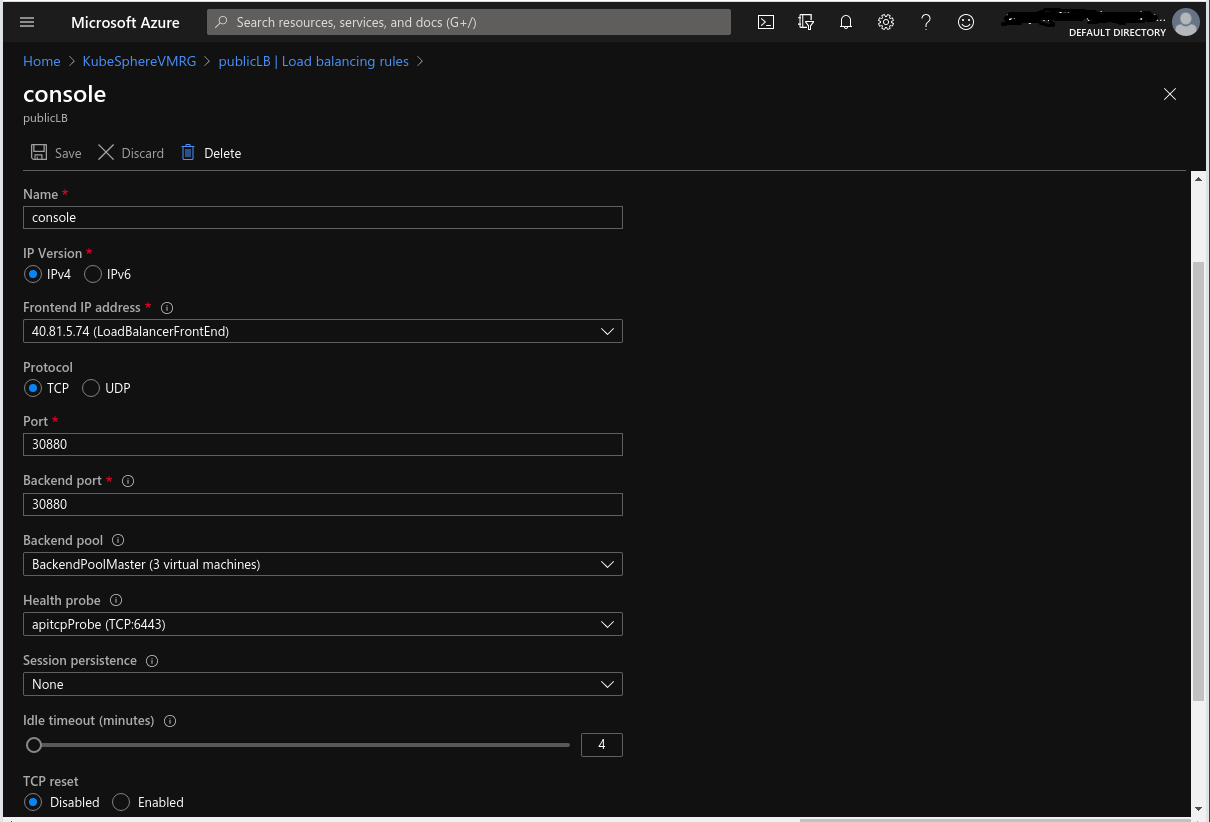 Microsoft Azure
Search resources, services, and docs (G+/)
DEFAULT DIRECTORY
Home > KubeSphereVMRG > publicLB | Load balancing rules >
console
publicLB
Save Discard Delete
Name *
console
IP Version *
IPv4 IPv6
Frontend IP address *
40.81.5.74 (LoadBalancerFrontEnd)
Protocol
TCP UDP
Port *
30880
Backend port *
30880
Backend pool
BackendPoolMaster (3 virtual machines)
Health probe
apitcpProbe (TCP:6443)
Session persistence
None
Idle timeout (minutes)
4
TCP reset
Disabled Enabled